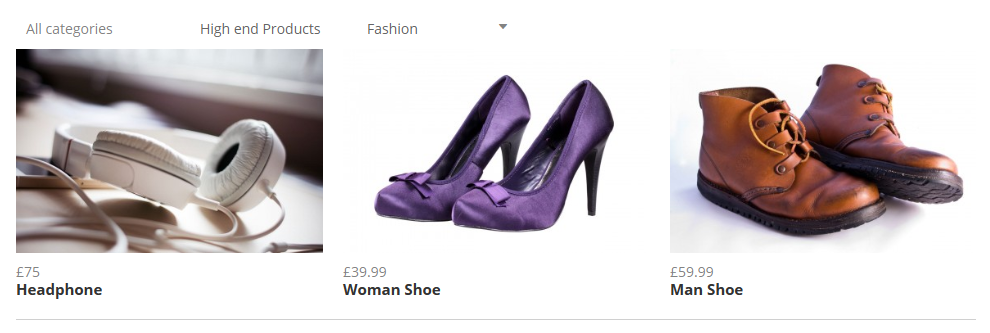 All categories High end Products Fashion
£75 £39.99 £59.99
Headphone Woman Shoe Man Shoe